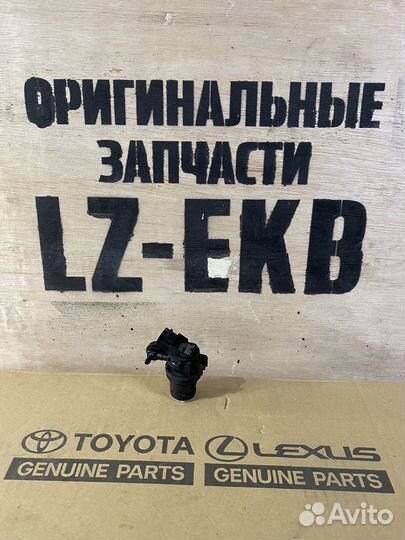 ОРИГИНАЛЬНЫЕ
ЗАПЧАСТИ
LZ-EKB
TOYOTA LEXUS
GENUINE PARTS GENUINE PARTS
Avito